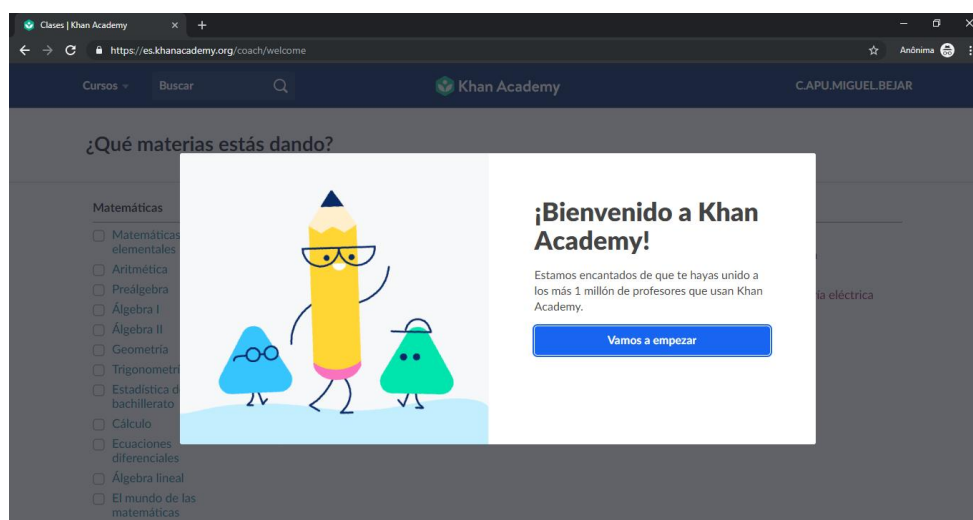 Clases | Khan Academy
https://es.khanacademy.org/coach/welcome
Anônima
Cursos
Buscar
Khan Academy
C.APU.MIGUEL.BEJAR
¿Qué materias estás dando?
Matemáticas
Matemáticas
elementales
Aritmética
Preálgebra
Álgebra I
Álgebra II
Geometría
Estadística
bachillerato
Cálculo
Ecuaciones
diferenciales
Álgebra lineal
El mundo de las
matemáticas
¡Bienvenido a Khan
Academy!
Estamos encantados de que te hayas unido a
los más 1 millón de profesores que usan Khan
Academy.
Vamos a empezar
eléctrica